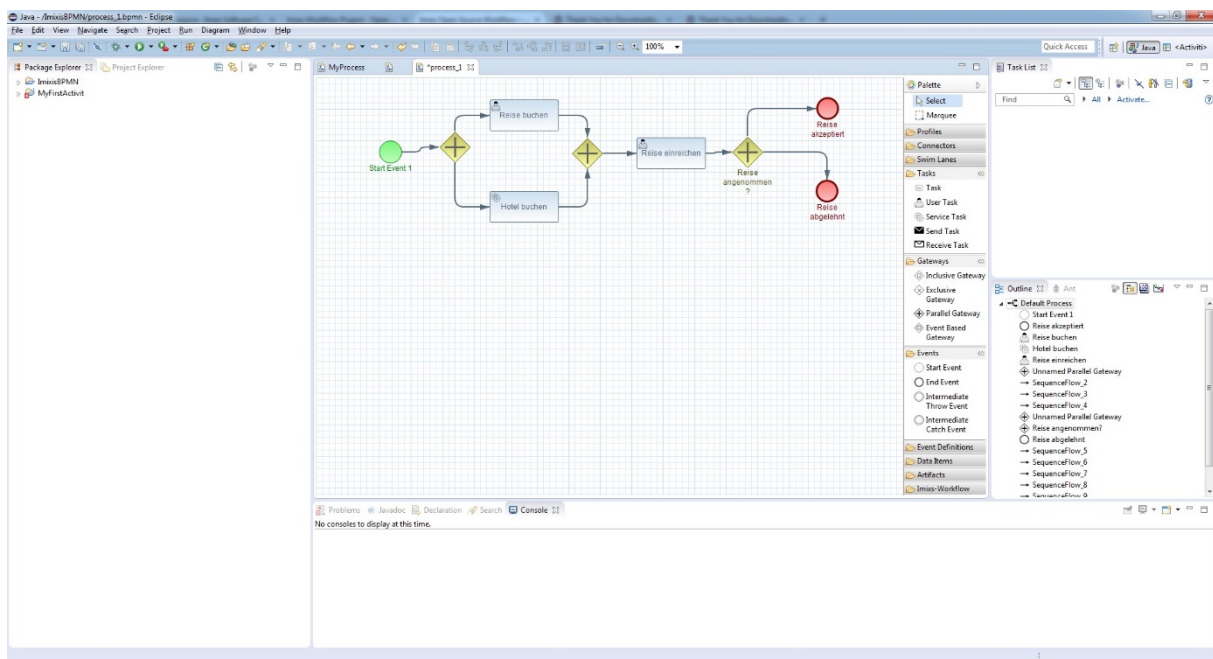 Java - /ImixisBPMN/process_1.bpmn - Eclipse
File Edit View Navigate Search Project Run Diagram Window Help
100%
Quick Access
Java
<Activiti>
Package Explorer
Project Explorer
ImixisBPMN
MyFirstActivit
MyProcess
*process_1
Start Event 1
Reise buchen
Hotel buchen
Reise einreichen
Reise
angenommen
?
Reise
akzeptiert
Reise
abgelehnt
Palette
Select
Marquee
Profiles
Connectors
Swim Lanes
Tasks
Task
User Task
Service Task
Send Task
Receive Task
Gateways
Inclusive Gateway
Exclusive
Gateway
Parallel Gateway
Event Based
Gateway
Events
Start Event
End Event
Intermediate
Throw Event
Intermediate
Catch Event
Event Definitions
Data Items
Artifacts
Imixs-Workflow
Task List
Find
All
Activate...
Outline
Ant
Default Process
Start Event 1
Reise akzeptiert
Reise buchen
Hotel buchen
Reise einreichen
Unnamed Parallel Gateway
SequenceFlow_2
SequenceFlow_3
SequenceFlow_4
Unnamed Parallel Gateway
Reise angenommen?
Reise abgelehnt
SequenceFlow_5
SequenceFlow_6
SequenceFlow_7
SequenceFlow_8
SequenceFlow_9
Problems
Javadoc
Declaration
Search
Console
No consoles to display at this time.